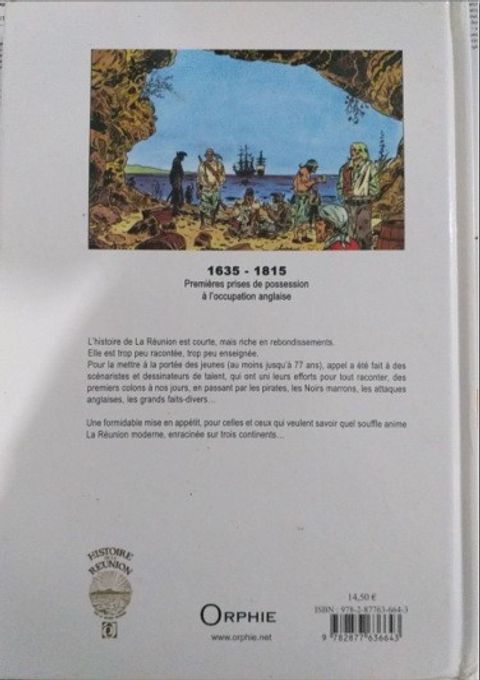 1635 - 1815
Premières prises de possession
à l'occupation anglaise
L'histoire de La Réunion est courte, mais riche en rebondissements.
Elle est trop peu racontée, trop peu enseignée.
Pour la mettre à la portée des jeunes (au moins jusqu'à 77 ans), appel a été fait à des
scénaristes et dessinateurs de talent, qui ont uni leurs efforts pour tout raconter, des
premiers colons à nos jours, en passant par les pirates, les Noirs marrons, les attaques
anglaises, les grands faits-divers...
Une formidable mise en appétit, pour celles et ceux qui veulent savoir quel souffle anime
La Réunion moderne, enracinée sur trois continents...
HISTOIRE
DE LA
RÉUNION
ORPHIE
www.orphie.net
14,50 €
ISBN : 978-2-87763-664-3
9 782877 636643